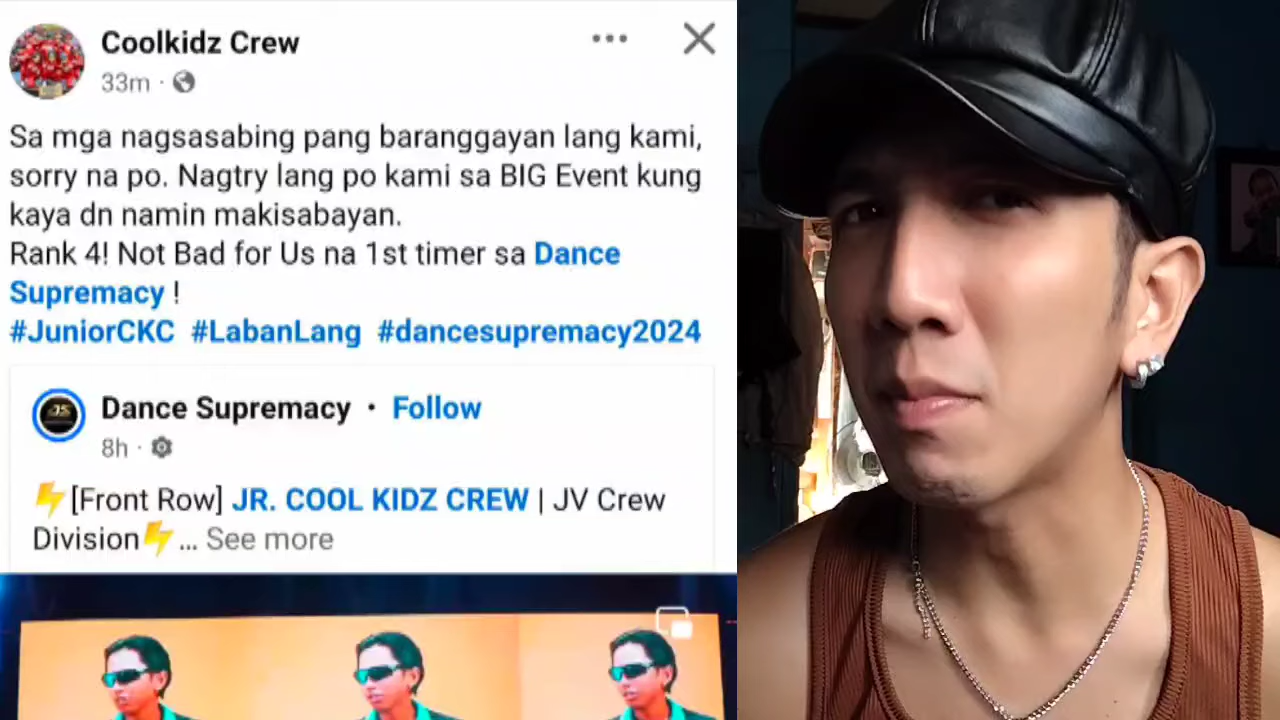 Coolkidz Crew
33m ·
Sa mga nagsasabing pang baranggayan lang kami,
sorry na po. Nagtry lang po kami sa BIG Event kung
kaya dn namin makisabayan.
Rank 4! Not Bad for Us na 1st timer sa Dance
Supremacy !
#JuniorCKC #LabanLang #dancesupremacy2024
Dance Supremacy · Follow
8h ·
⚡[Front Row] JR. COOL KIDZ CREW | JV Crew
Division⚡... See more